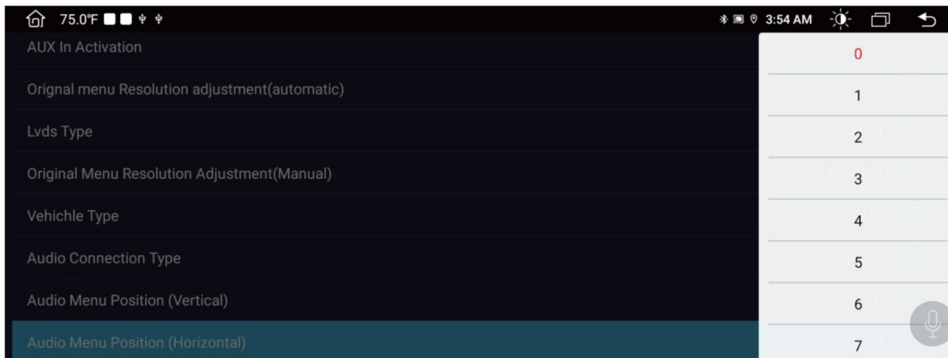 75.0°F 3:54 AM
AUX In Activation
Orignal menu Resolution adjustment(automatic)
Lvds Type
Original Menu Resolution Adjustment(Manual)
Vehichle Type
Audio Connection Type
Audio Menu Position (Vertical)
Audio Menu Position (Horizontal)
0
1
2
3
4
5
6
7